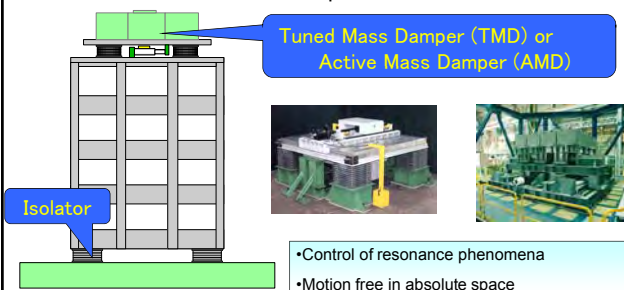 Tuned Mass Damper (TMD) or
Active Mass Damper (AMD)
Isolator
•Control of resonance phenomena
•Motion free in absolute space